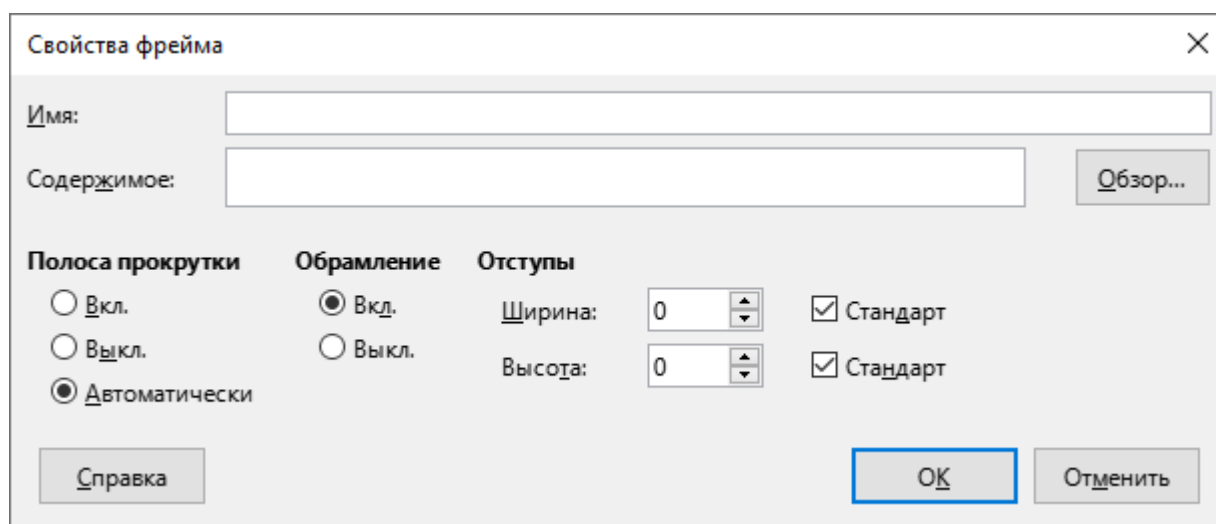 Свойства фрейма
Имя:
Содержимое: Обзор...
Полоса прокрутки Обрамление Отступы
Вкл. Вкл. Ширина: 0 Стандарт
Выкл. Выкл. Высота: 0 Стандарт
Автоматически
Справка ОК Отменить